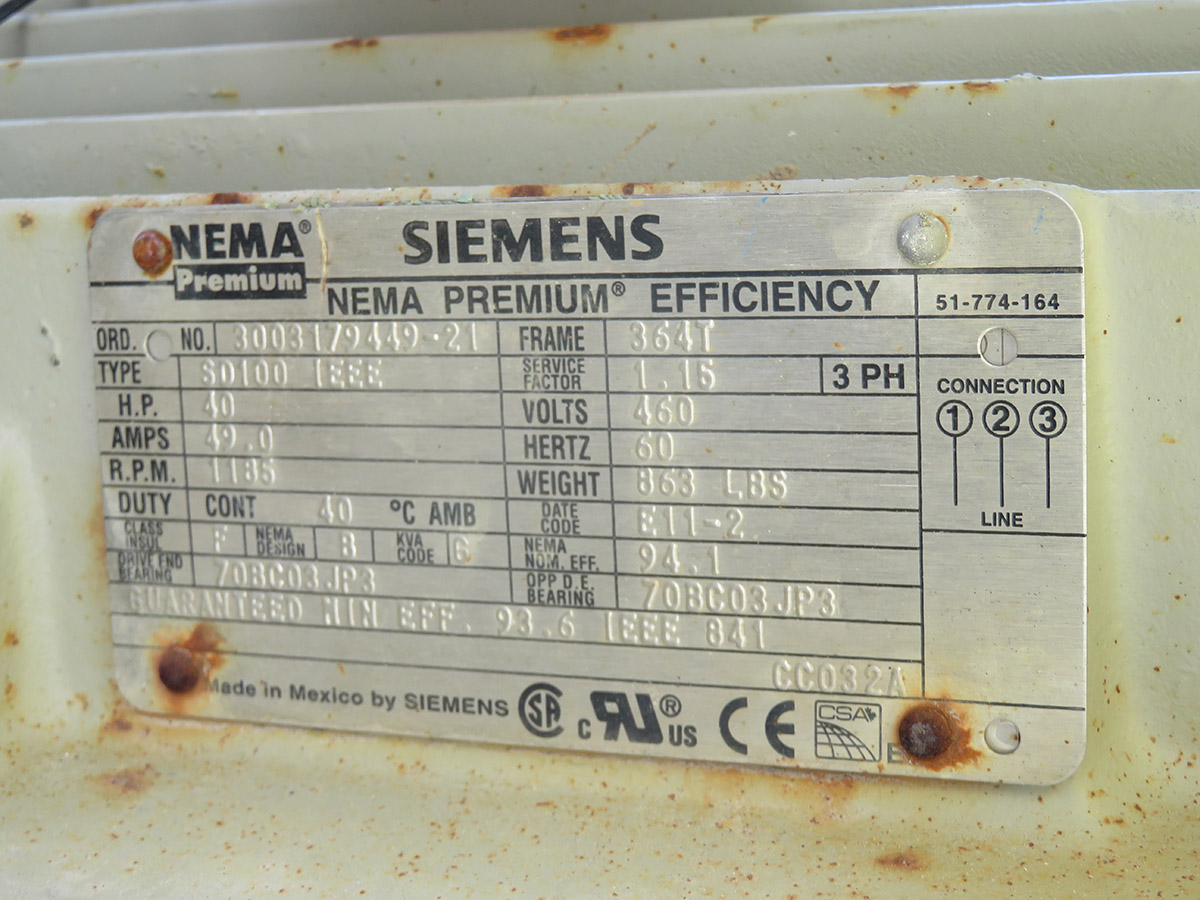 NEMA® SIEMENS
Premium
NEMA PREMIUM® EFFICIENCY 51-774-164
ORD. NO. 3003179449-21 FRAME 364T
TYPE SD100 IEEE SERVICE FACTOR 1.15 3 PH
CONNECTION
H.P. 40 VOLTS 460
1 2 3
AMPS 49.0 HERTZ 60
R.P.M. 1185 WEIGHT 863 LBS
LINE
DUTY CONT 40 °C AMB DATE CODE E11-2
CLASS INSUL F NEMA DESIGN B KVA CODE G NEMA NOM. EFF. 94.1
DRIVE END BEARING 70BC03JP3 OPP D.E. BEARING 70BC03JP3
GUARANTEED MIN EFF. 93.6 IEEE 841
CC032A
Made in Mexico by SIEMENS SA C RU® US CE CSA